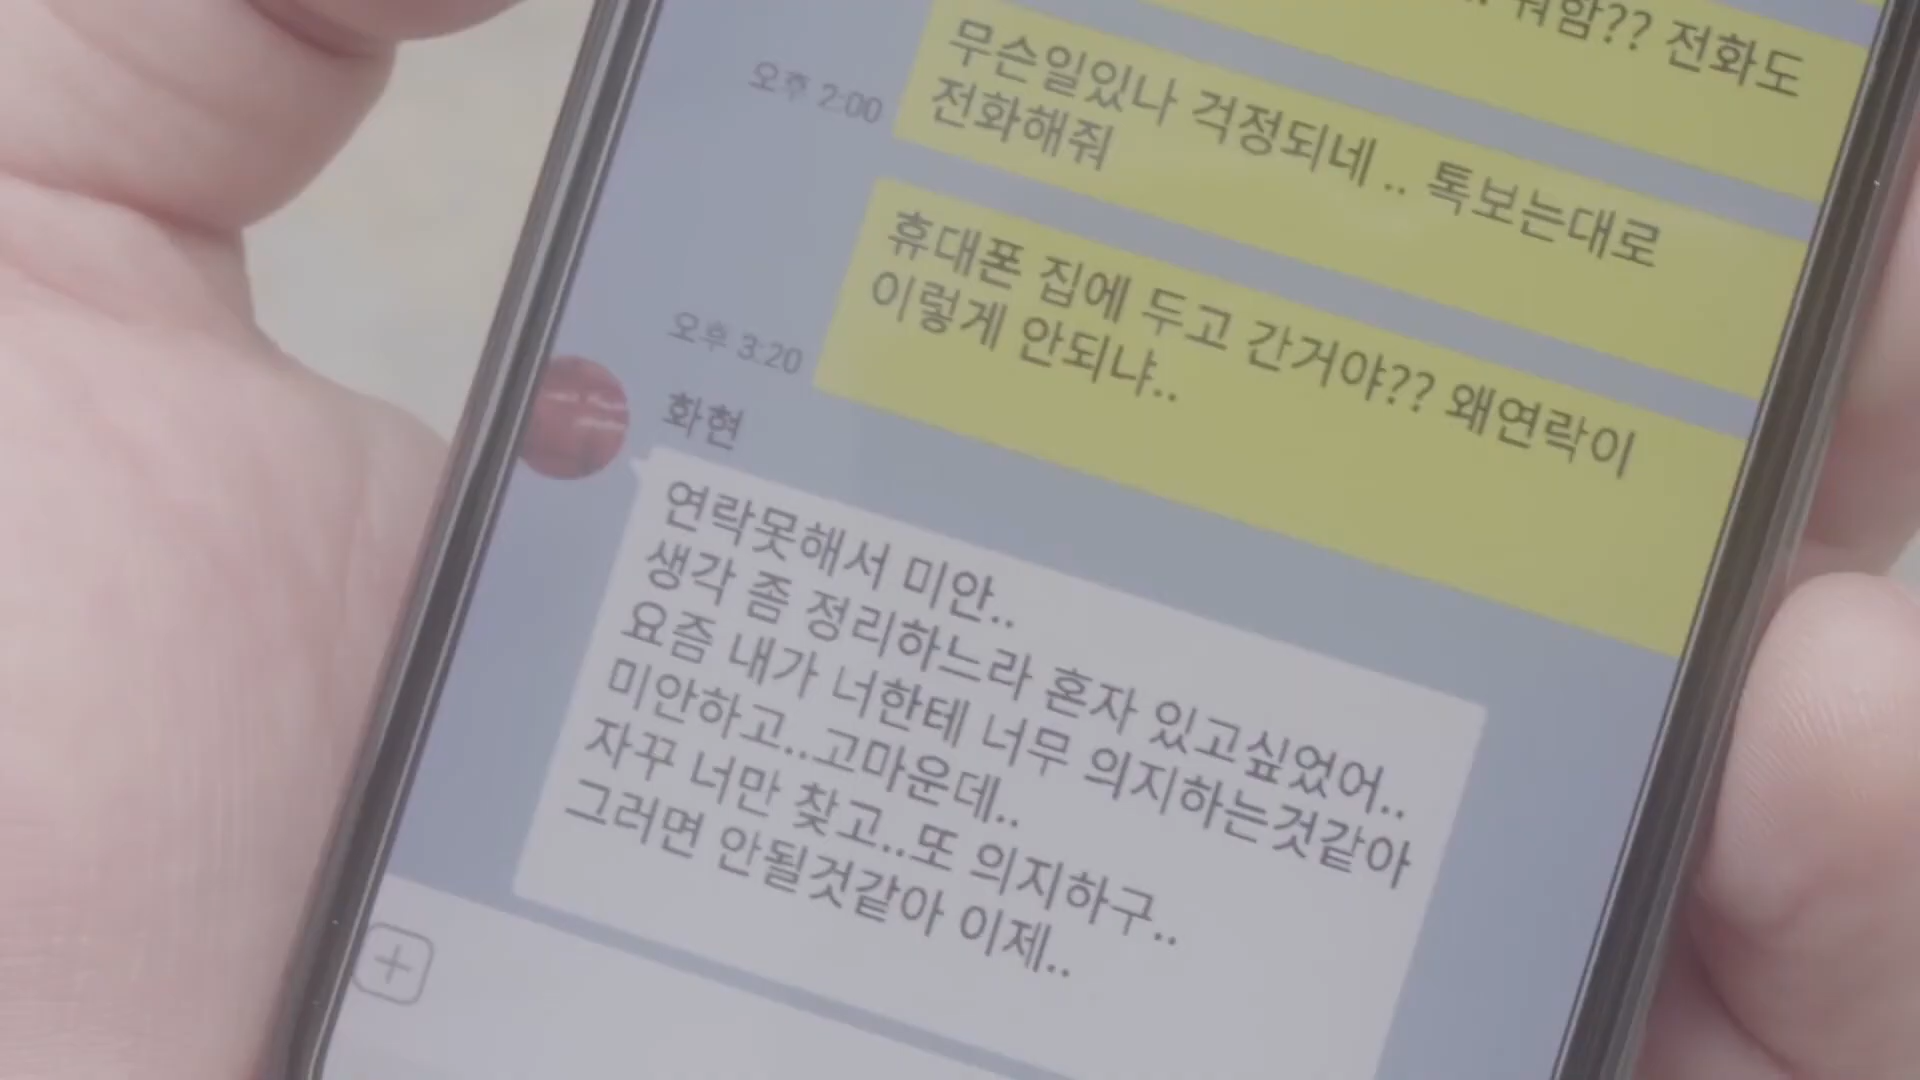 뭐함?? 전화도
무슨일있나 걱정되네 .. 톡보는대로
전화해줘
오후 2:00
휴대폰 집에 두고 간거야?? 왜연락이
이렇게 안되냐..
오후 3:20
화현
연락못해서 미안..
생각 좀 정리하느라 혼자 있고싶었어..
요즘 내가 너한테 너무 의지하는것같아
미안하고..고마운데..
자꾸 너만 찾고..또 의지하구..
그러면 안될것같아 이제..